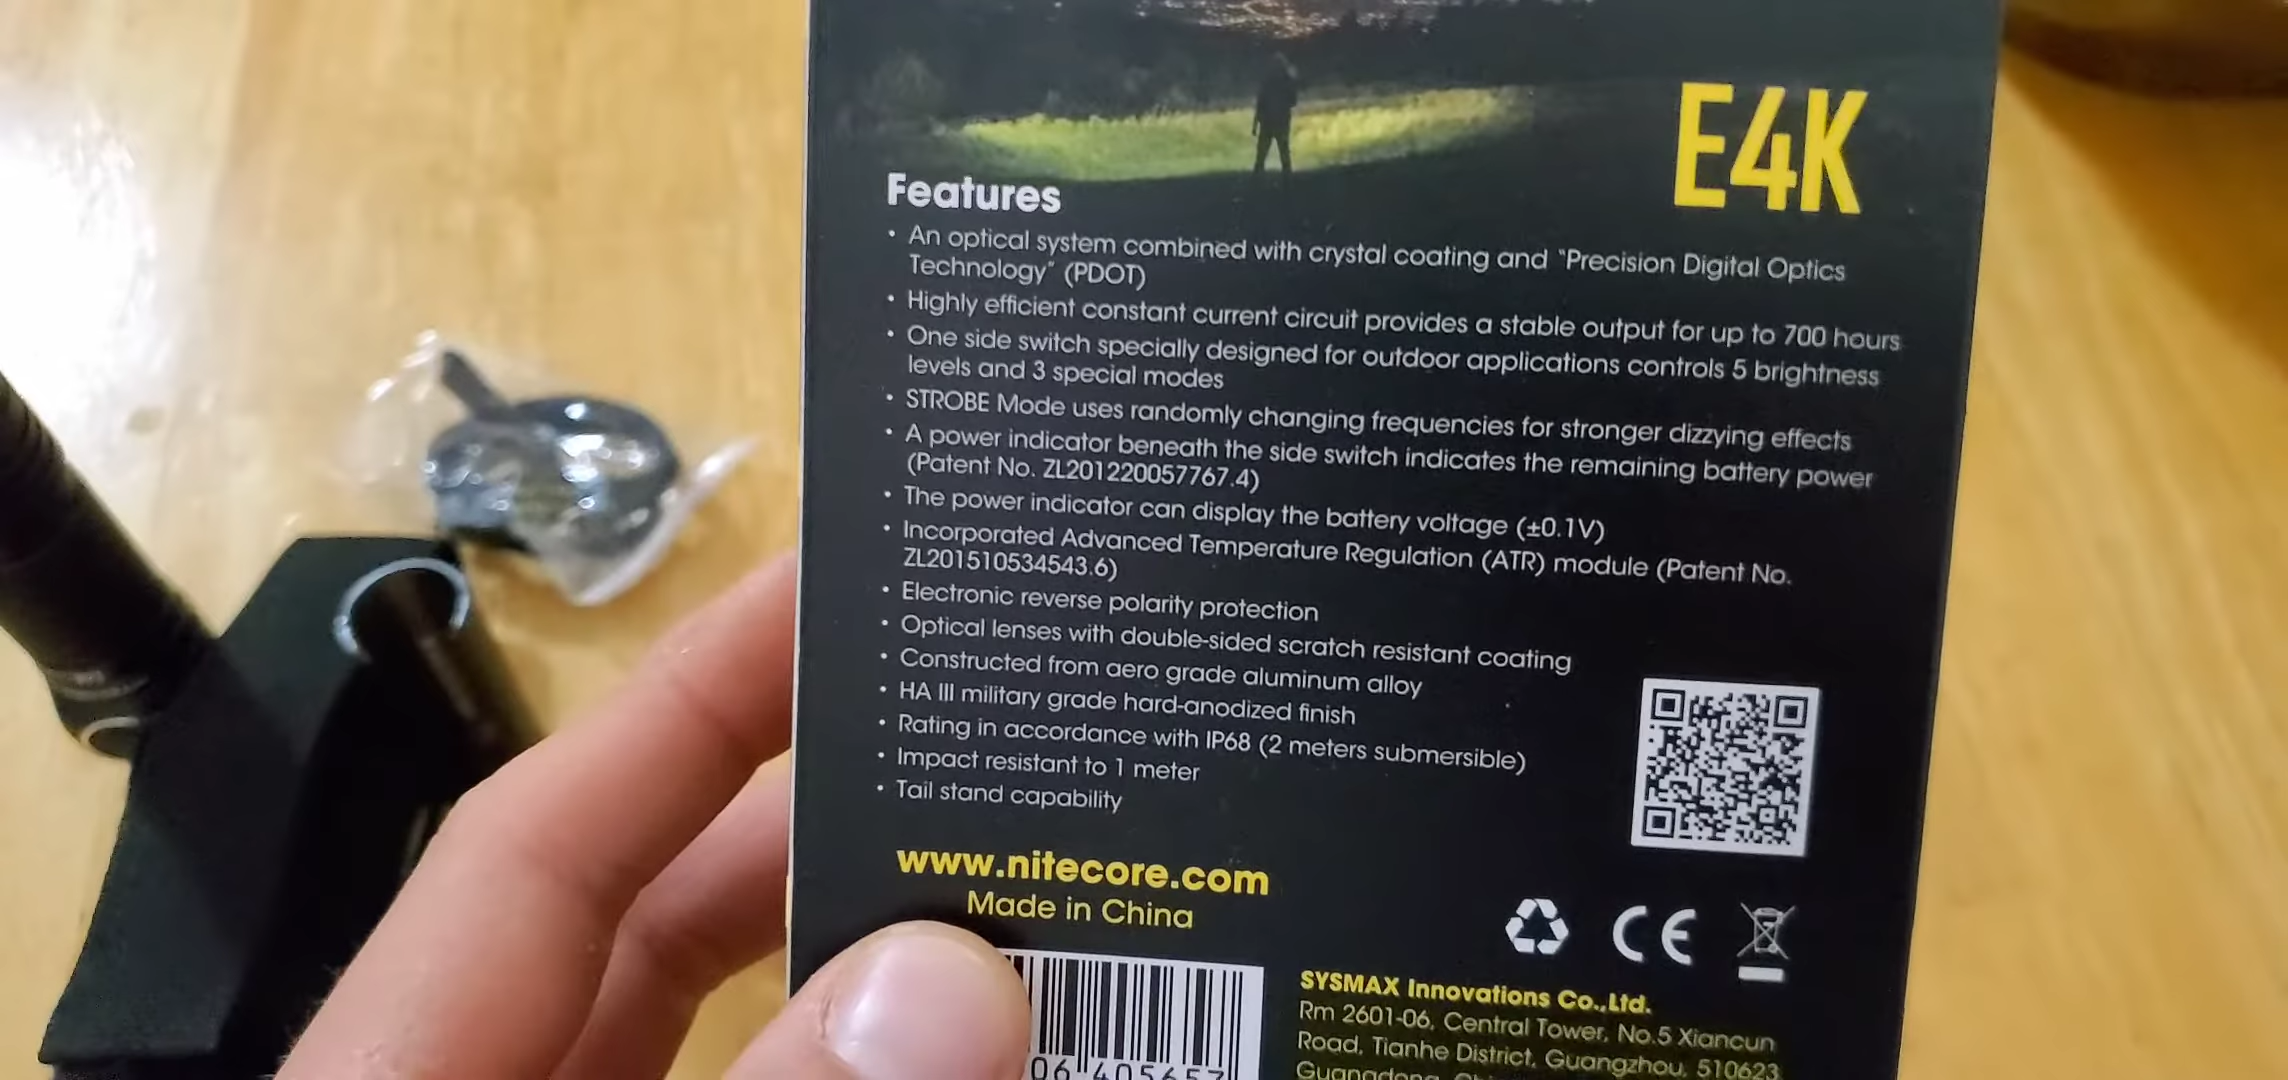 E4K
Features
• An optical system combined with crystal coating and "Precision Digital Optics
Technology" (PDOT)
• Highly efficient constant current circuit provides a stable output for up to 700 hours
• One side switch specially designed for outdoor applications controls 5 brightness
levels and 3 special modes
• STROBE Mode uses randomly changing frequencies for stronger dizzying effects
• A power indicator beneath the side switch indicates the remaining battery power
(Patent No. ZL201220057767.4)
• The power indicator can display the battery voltage (±0.1V)
• Incorporated Advanced Temperature Regulation (ATR) module (Patent No.
ZL201510534543.6)
• Electronic reverse polarity protection
• Optical lenses with double-sided scratch resistant coating
• Constructed from aero grade aluminum alloy
• HA III military grade hard-anodized finish
• Rating in accordance with IP68 (2 meters submersible)
• Impact resistant to 1 meter
• Tail stand capability
www.nitecore.com
Made in China
CE
SYSMAX Innovations Co.,Ltd.
Rm 2601-06, Central Tower, No.5 Xiancun
Road, Tianhe District, Guangzhou, 510623,
Guangdong,
06 405657